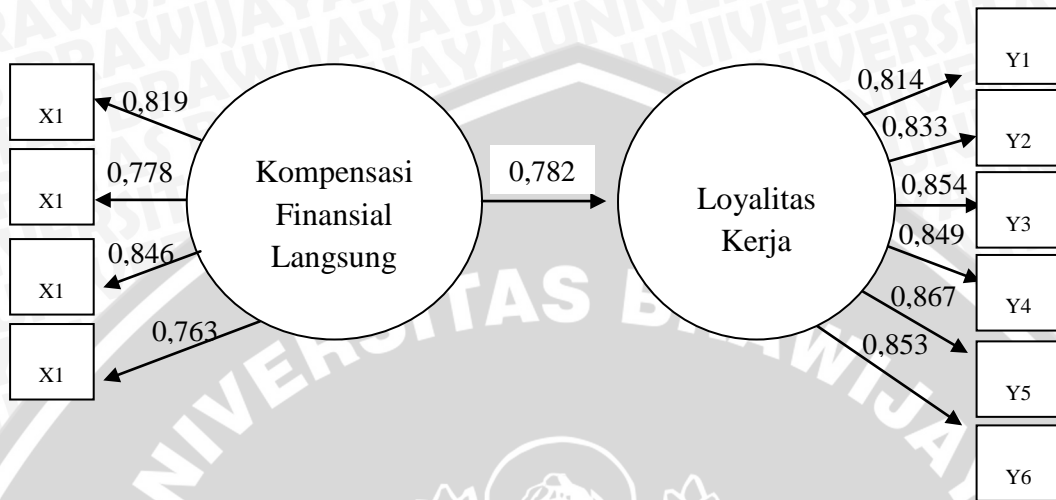 X1
0,819
X1
0,778
X1
0,846
X1
0,763
Kompensasi
Finansial
Langsung
0,782
Loyalitas
Kerja
0,814
Y1
0,833
Y2
0,854
Y3
0,849
Y4
0,867
Y5
0,853
Y6